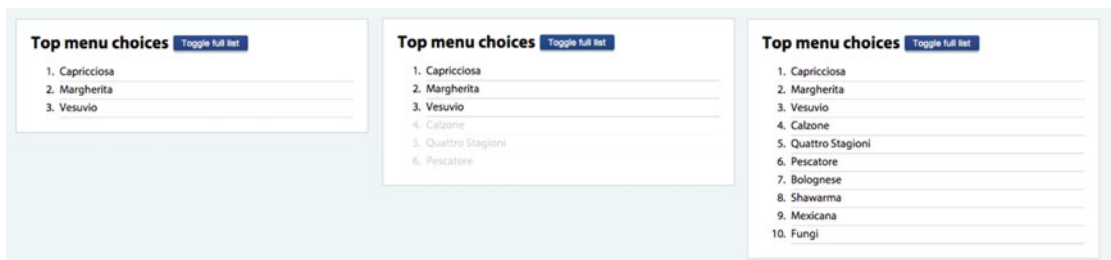 Top menu choices Toggle full list
1. Capricciosa
2. Margherita
3. Vesuvio
Top menu choices Toggle full list
1. Capricciosa
2. Margherita
3. Vesuvio
4. Calzone
5. Quattro Stagioni
6. Pescatore
Top menu choices Toggle full list
1. Capricciosa
2. Margherita
3. Vesuvio
4. Calzone
5. Quattro Stagioni
6. Pescatore
7. Bolognese
8. Shawarma
9. Mexicana
10. Fungi